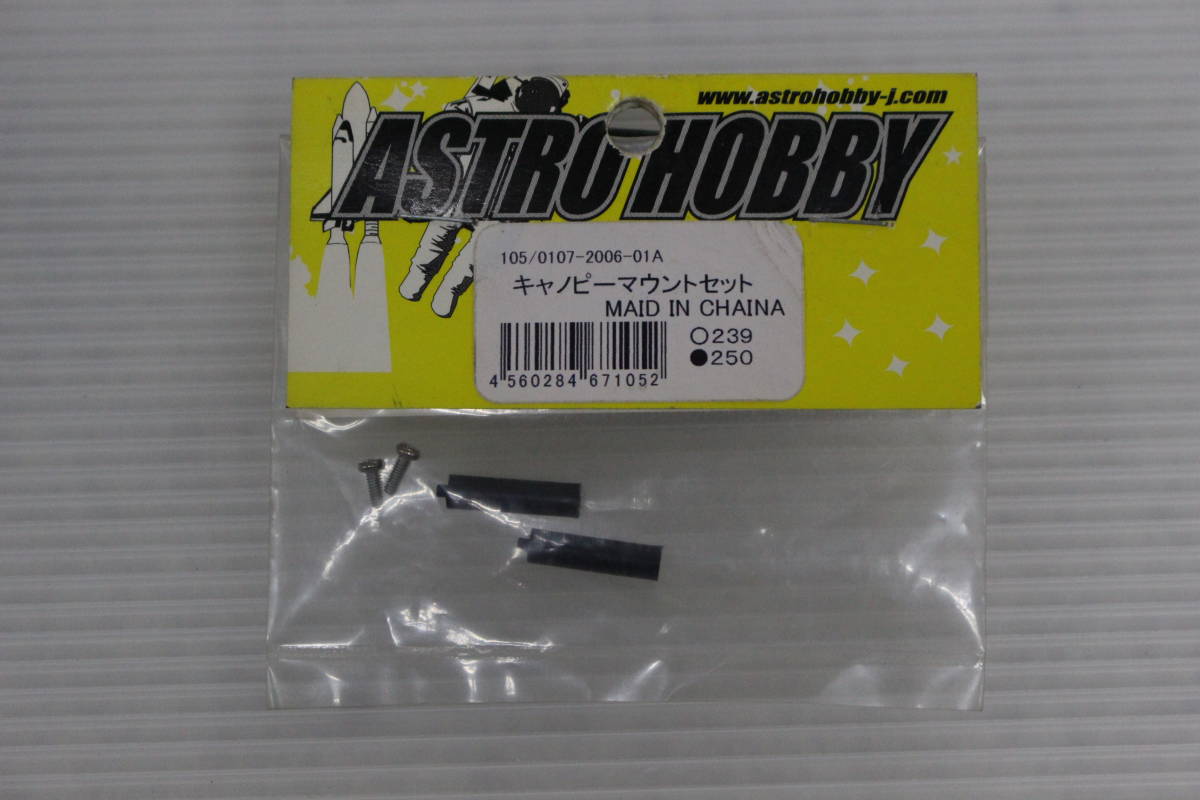 www.astrohobby-j.com
ASTRO HOBBY
105/0107-2006-01A
キャノピーマウントセット
MAID IN CHAINA
○239
●250
4 560284 671052